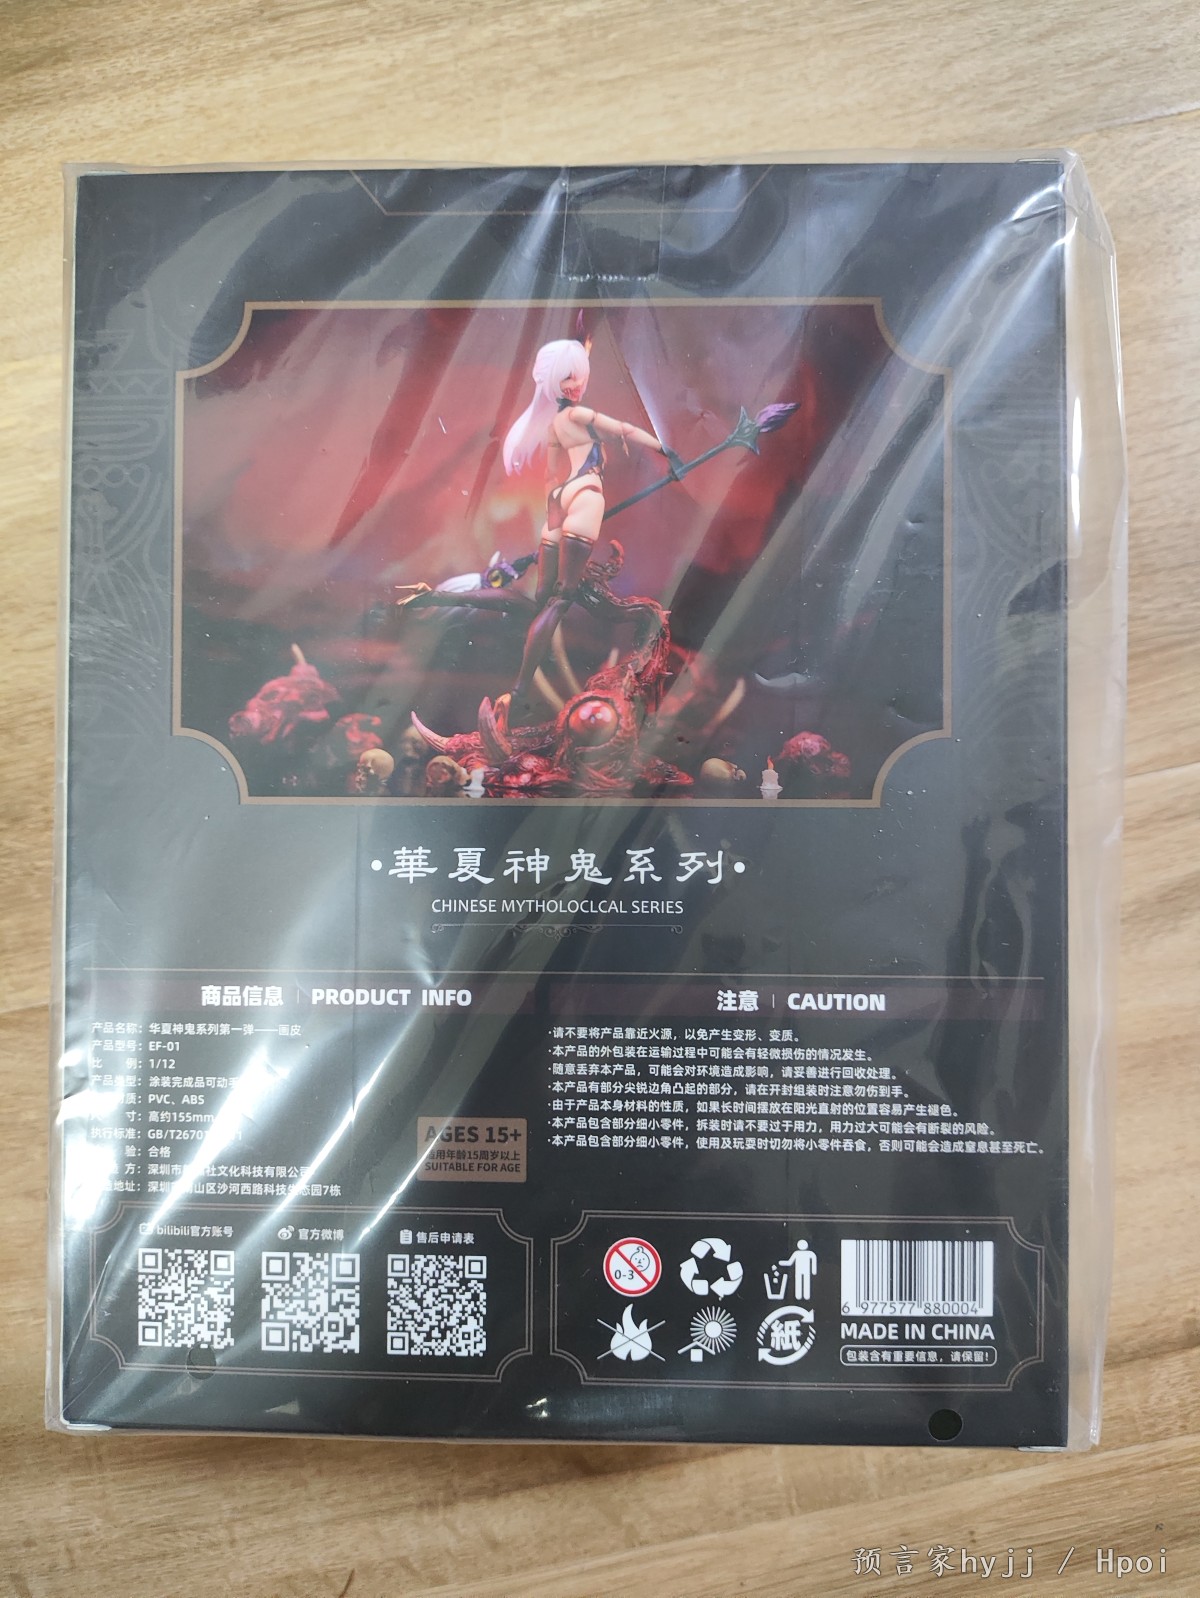 ·華夏神鬼系列·
CHINESE MYTHOLOCLCAL SERIES
商品信息 | PRODUCT INFO
产品名称：华夏神鬼系列第一弹——画皮
产品型号：EF-01
比 例：1/12
产品类型：涂装完成品可动
质：PVC、ABS
寸：高约155mm
执行标准：GB/T26701
验：合格
方：深圳市 社文化科技有限公司
地址：深圳 山区沙河西路科技生态园7栋
AGES 15+
适用年龄15周岁以上
SUITABLE FOR AGE
注意 | CAUTION
·请不要将产品靠近火源，以免产生变形、变质。
·本产品的外包装在运输过程中可能会有轻微损伤的情况发生。
·随意丢弃本产品，可能会对环境造成影响，请妥善进行回收处理。
·本产品有部分尖锐边角凸起的部分，请在开封组装时注意勿伤到手。
·由于产品本身材料的性质，如果长时间摆放在阳光直射的位置容易产生褪色。
·本产品包含部分细小零件，拆装时请不要过于用力，用力过大可能会有断裂的风险。
·本产品包含部分细小零件，使用及玩耍时切勿将小零件吞食，否则可能会造成窒息甚至死亡。
bilibili官方账号
官方微博
售后申请表
0-3
紙
6 977577 880004
MADE IN CHINA
包装含有重要信息，请保留！
预言家hyjj / Hpoi